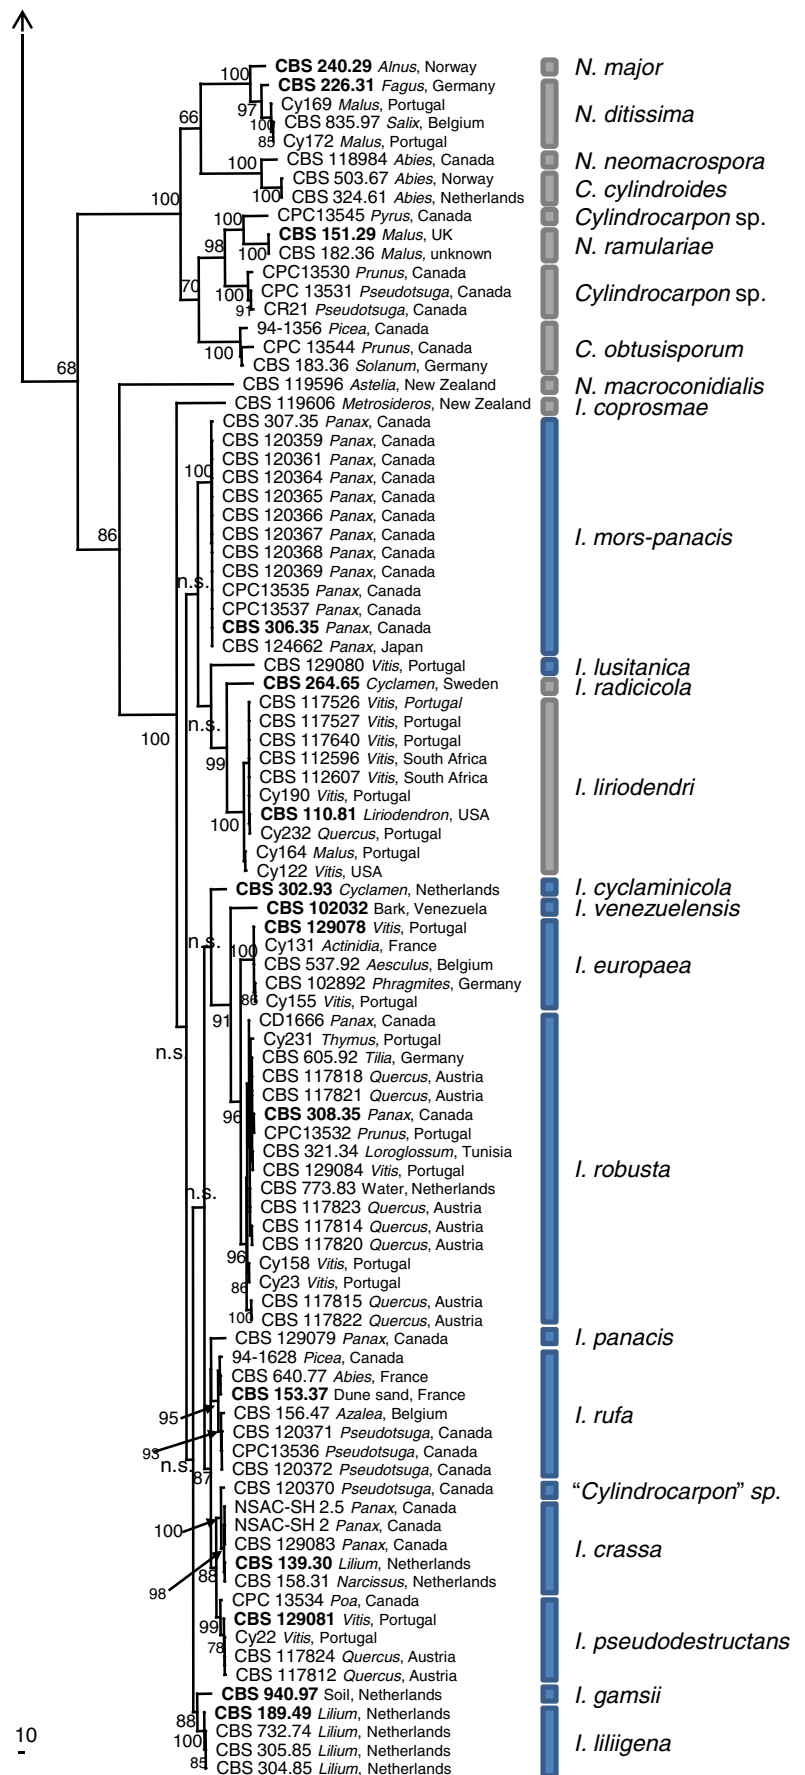 CBS 240.29 Alnus, Norway
N. major
100
CBS 226.31 Fagus, Germany
97
Cy169 Malus, Portugal
N. ditissima
66
100
CBS 835.97 Salix, Belgium
85
Cy172 Malus, Portugal
100
CBS 118984 Abies, Canada
N. neomacrospora
CBS 503.67 Abies, Norway
C. cylindroides
100
100
CBS 324.61 Abies, Netherlands
100
CPC13545 Pyrus, Canada
Cylindrocarpon sp.
CBS 151.29 Malus, UK
N. ramulariae
98
100
CBS 182.36 Malus, unknown
CPC13530 Prunus, Canada
70
100
CPC 13531 Pseudotsuga, Canada
Cylindrocarpon sp.
91
CR21 Pseudotsuga, Canada
94-1356 Picea, Canada
100
CPC 13544 Prunus, Canada
C. obtusisporum
68
CBS 183.36 Solanum, Germany
CBS 119596 Astelia, New Zealand
N. macroconidialis
CBS 119606 Metrosideros, New Zealand
I. coprosmae
CBS 307.35 Panax, Canada
CBS 120359 Panax, Canada
CBS 120361 Panax, Canada
100
CBS 120364 Panax, Canada
CBS 120365 Panax, Canada
CBS 120366 Panax, Canada
86
CBS 120367 Panax, Canada
I. mors-panacis
CBS 120368 Panax, Canada
CBS 120369 Panax, Canada
n.s.
CPC13535 Panax, Canada
CPC13537 Panax, Canada
CBS 306.35 Panax, Canada
CBS 124662 Panax, Japan
CBS 129080 Vitis, Portugal
I. lusitanica
CBS 264.65 Cyclamen, Sweden
I. radicicola
CBS 117526 Vitis, Portugal
n.s.
CBS 117527 Vitis, Portugal
100
CBS 117640 Vitis, Portugal
99
CBS 112596 Vitis, South Africa
CBS 112607 Vitis, South Africa
I. liriodendri
Cy190 Vitis, Portugal
100
CBS 110.81 Liriodendron, USA
Cy232 Quercus, Portugal
Cy164 Malus, Portugal
Cy122 Vitis, USA
CBS 302.93 Cyclamen, Netherlands
I. cyclaminicola
CBS 102032 Bark, Venezuela
I. venezuelensis
CBS 129078 Vitis, Portugal
n.s.
100
Cy131 Actinidia, France
CBS 537.92 Aesculus, Belgium
I. europaea
CBS 102892 Phragmites, Germany
86
Cy155 Vitis, Portugal
91
CD1666 Panax, Canada
Cy231 Thymus, Portugal
n.s.
CBS 605.92 Tilia, Germany
CBS 117818 Quercus, Austria
CBS 117821 Quercus, Austria
96
CBS 308.35 Panax, Canada
CPC13532 Prunus, Portugal
CBS 321.34 Loroglossum, Tunisia
CBS 129084 Vitis, Portugal
I. robusta
n.s.
CBS 773.83 Water, Netherlands
CBS 117823 Quercus, Austria
CBS 117814 Quercus, Austria
CBS 117820 Quercus, Austria
96
Cy158 Vitis, Portugal
86
Cy23 Vitis, Portugal
CBS 117815 Quercus, Austria
100
CBS 117822 Quercus, Austria
CBS 129079 Panax, Canada
I. panacis
94-1628 Picea, Canada
CBS 640.77 Abies, France
CBS 153.37 Dune sand, France
95
CBS 156.47 Azalea, Belgium
I. rufa
93
CBS 120371 Pseudotsuga, Canada
CPC13536 Pseudotsuga, Canada
n.s.
87
CBS 120372 Pseudotsuga, Canada
CBS 120370 Pseudotsuga, Canada
“Cylindrocarpon” sp.
NSAC-SH 2.5 Panax, Canada
100
NSAC-SH 2 Panax, Canada
CBS 129083 Panax, Canada
I. crassa
CBS 139.30 Lilium, Netherlands
88
98
CBS 158.31 Narcissus, Netherlands
CPC 13534 Poa, Canada
99
CBS 129081 Vitis, Portugal
78
Cy22 Vitis, Portugal
I. pseudodestructans
CBS 117824 Quercus, Austria
CBS 117812 Quercus, Austria
CBS 940.97 Soil, Netherlands
I. gamsii
88
CBS 189.49 Lilium, Netherlands
10
CBS 732.74 Lilium, Netherlands
100
CBS 305.85 Lilium, Netherlands
I. liliigena
85
CBS 304.85 Lilium, Netherlands